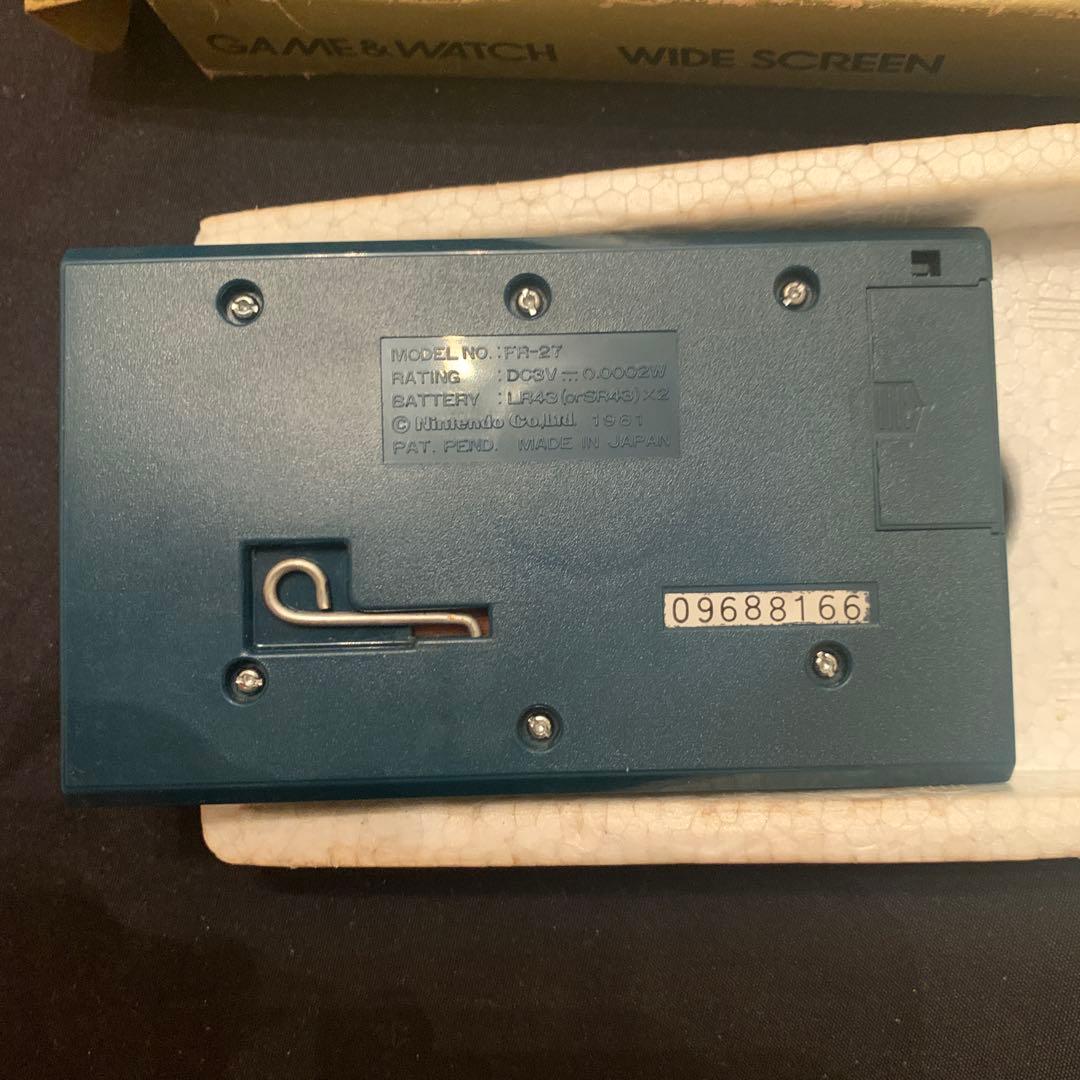 GAME&WATCH WIDE SCREEN
MODEL NO. : FR-27
RATING : DC3V ⎓ 0.0002W
BATTERY : LR43 (or SR43) X2
© Nintendo Co.,Ltd. 1981
PAT. PEND. MADE IN JAPAN
09688166